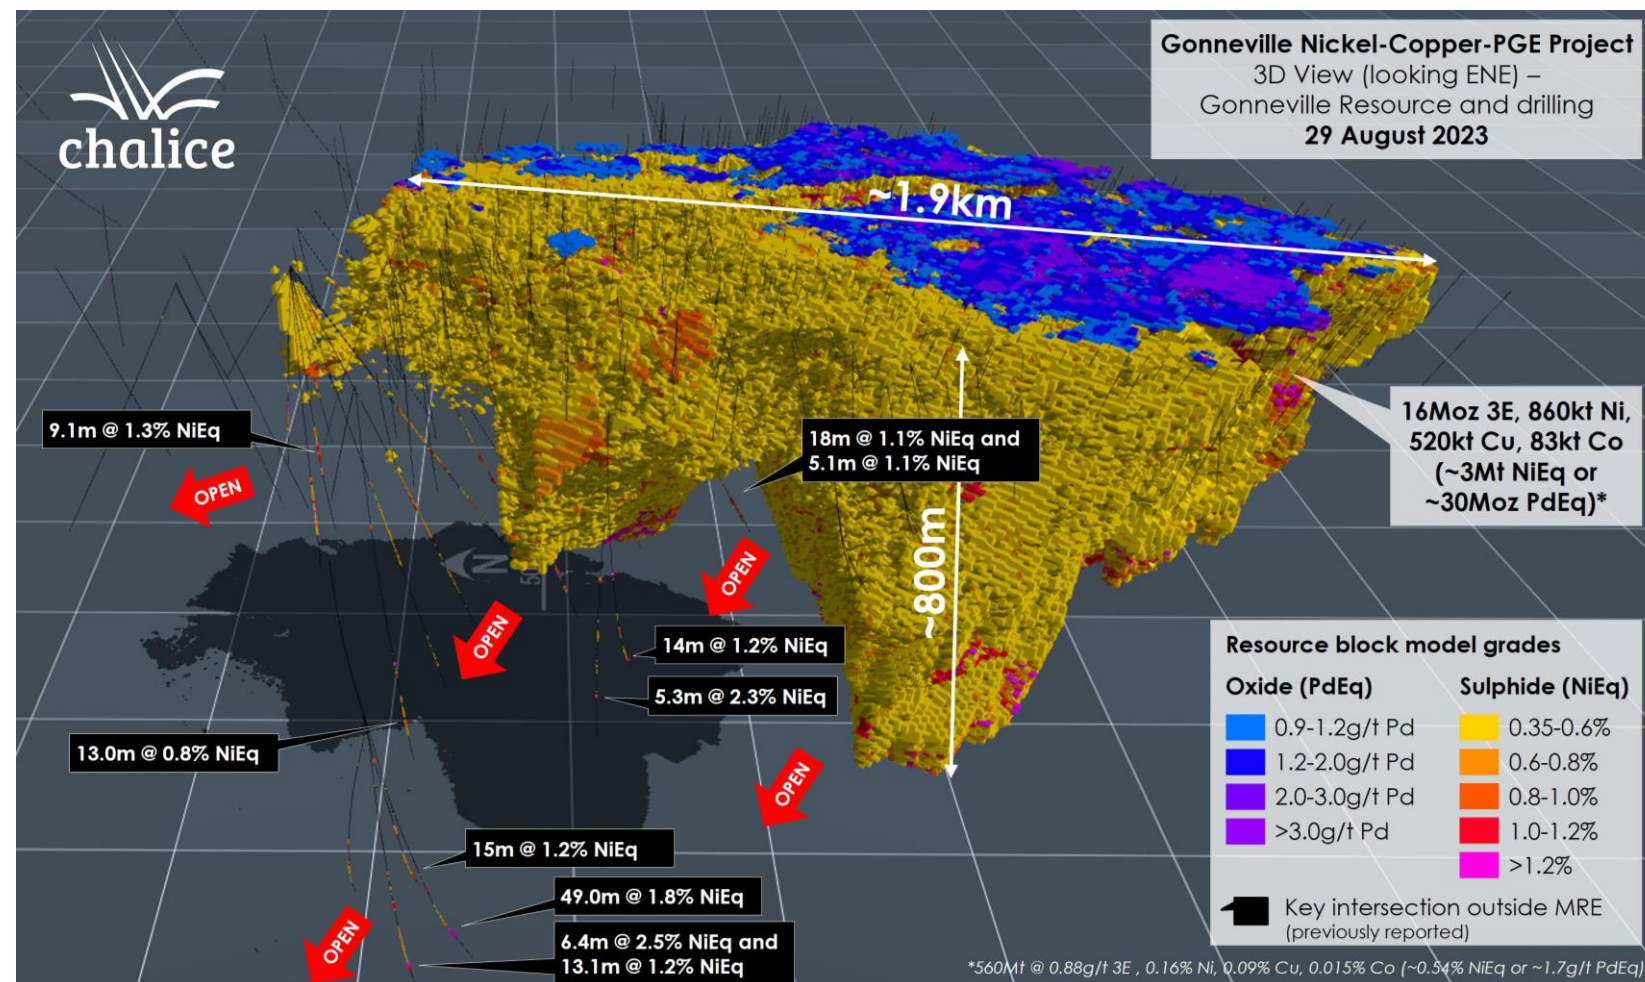 chalice
Gonneville Nickel-Copper-PGE Project
3D View (looking ENE) –
Gonneville Resource and drilling
29 August 2023
~1.9km
9.1m @ 1.3% NiEq
OPEN
18m @ 1.1% NiEq and
5.1m @ 1.1% NiEq
16Moz 3E, 860kt Ni,
520kt Cu, 83kt Co
(~3Mt NiEq or
~30Moz PdEq)*
~800m
N
OPEN
OPEN
14m @ 1.2% NiEq
5.3m @ 2.3% NiEq
13.0m @ 0.8% NiEq
OPEN
15m @ 1.2% NiEq
49.0m @ 1.8% NiEq
6.4m @ 2.5% NiEq and
13.1m @ 1.2% NiEq
OPEN
Resource block model grades
Oxide (PdEq) Sulphide (NiEq)
0.9-1.2g/t Pd 0.35-0.6%
1.2-2.0g/t Pd 0.6-0.8%
2.0-3.0g/t Pd 0.8-1.0%
>3.0g/t Pd 1.0-1.2%
>1.2%
Key intersection outside MRE
(previously reported)
*560Mt @ 0.88g/t 3E , 0.16% Ni, 0.09% Cu, 0.015% Co (~0.54% NiEq or ~1.7g/t PdEq)